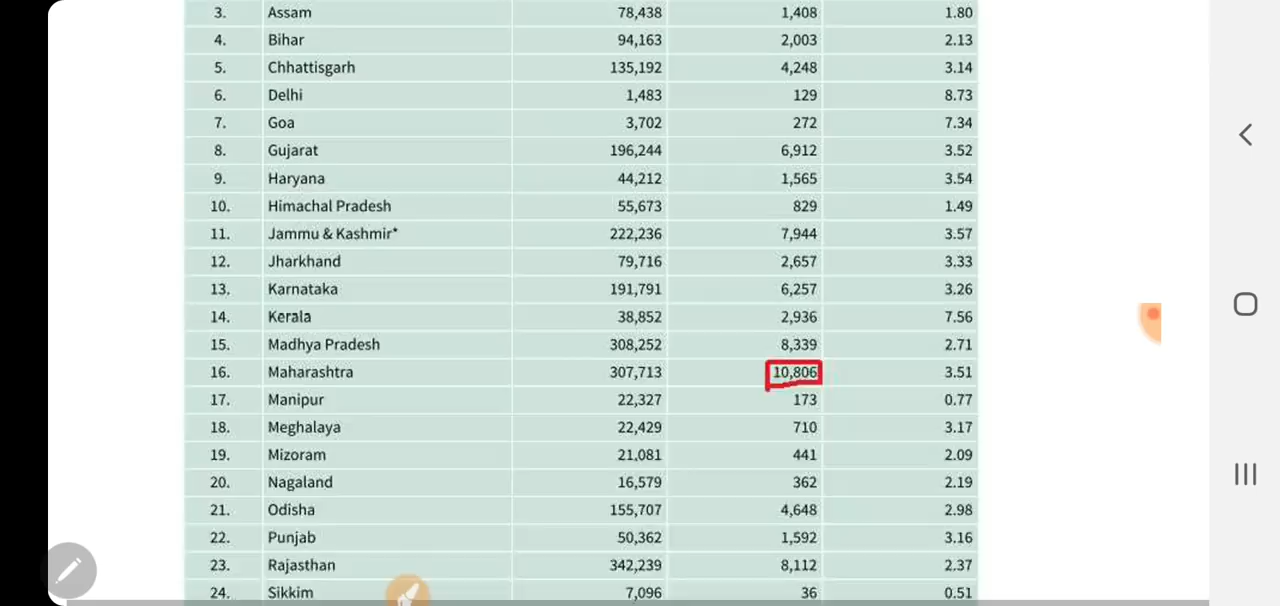 3. Assam 78,438 1,408 1.80
4. Bihar 94,163 2,003 2.13
5. Chhattisgarh 135,192 4,248 3.14
6. Delhi 1,483 129 8.73
7. Goa 3,702 272 7.34
8. Gujarat 196,244 6,912 3.52
9. Haryana 44,212 1,565 3.54
10. Himachal Pradesh 55,673 829 1.49
11. Jammu & Kashmir* 222,236 7,944 3.57
12. Jharkhand 79,716 2,657 3.33
13. Karnataka 191,791 6,257 3.26
14. Kerala 38,852 2,936 7.56
15. Madhya Pradesh 308,252 8,339 2.71
16. Maharashtra 307,713 10,806 3.51
17. Manipur 22,327 173 0.77
18. Meghalaya 22,429 710 3.17
19. Mizoram 21,081 441 2.09
20. Nagaland 16,579 362 2.19
21. Odisha 155,707 4,648 2.98
22. Punjab 50,362 1,592 3.16
23. Rajasthan 342,239 8,112 2.37
24. Sikkim 7,096 36 0.51